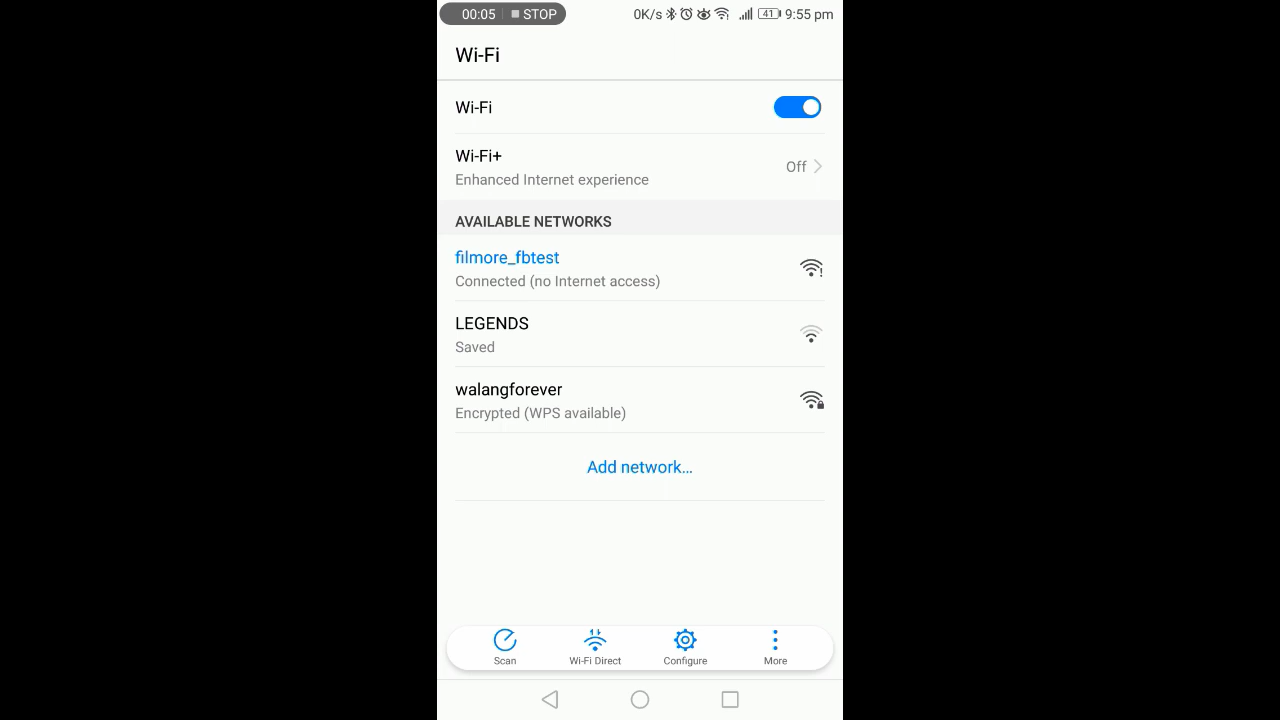 00:05 STOP 0K/s 41 9:55 pm
Wi-Fi
Wi-Fi
Wi-Fi+
Enhanced Internet experience
Off
AVAILABLE NETWORKS
filmore_fbtest
Connected (no Internet access)
LEGENDS
Saved
walangforever
Encrypted (WPS available)
Add network...
Scan Wi-Fi Direct Configure More